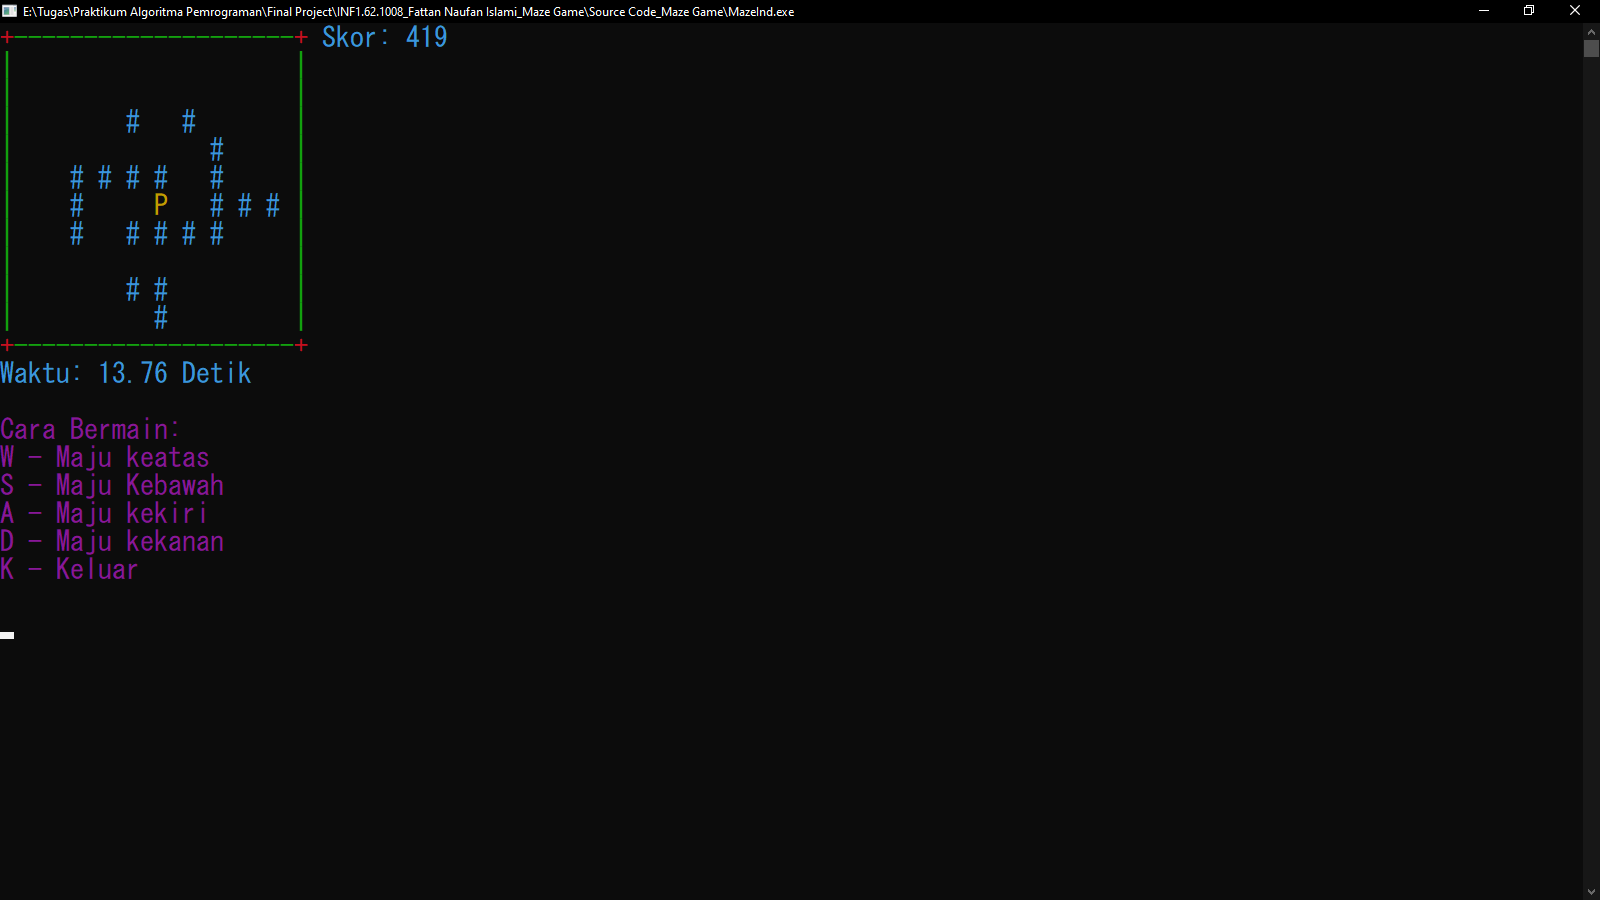 E:\Tugas\Praktikum Algoritma Pemrograman\Final Project\INF1.62.1008_Fattan Naufan Islami_Maze Game\Source Code_Maze Game\MazeInd.exe
+--------------------+ Skor: 419
|                    |
|                    |
|        #   #       |
|              #     |
|    # # # #   #     |
|    #     P   # # # |
|    #   # # # #     |
|                    |
|        # #         |
|          #         |
+--------------------+
Waktu: 13.76 Detik
Cara Bermain:
W - Maju keatas
S - Maju Kebawah
A - Maju kekiri
D - Maju kekanan
K - Keluar